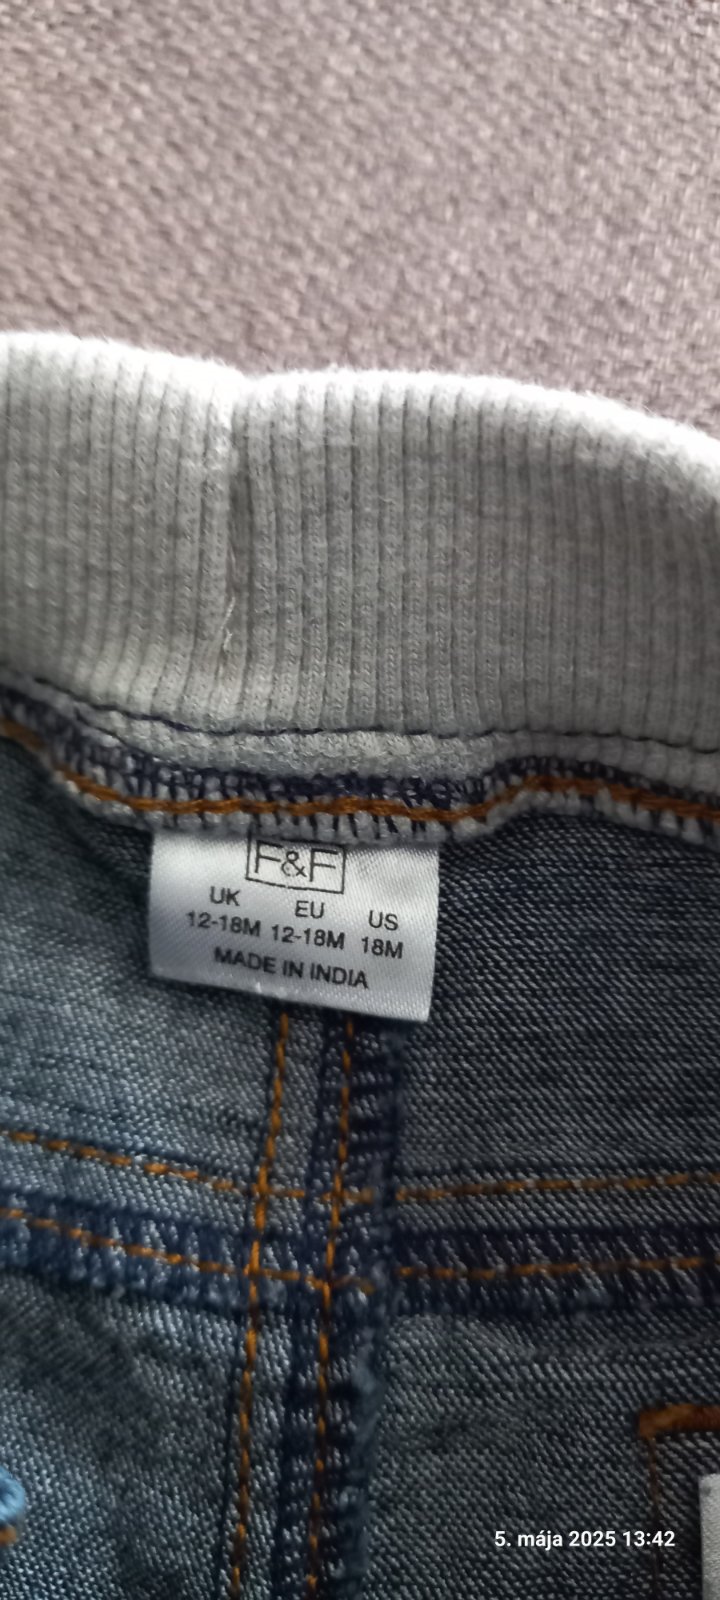 F&F
UK EU US
12-18M 12-18M 18M
MADE IN INDIA
5. mája 2025 13:42